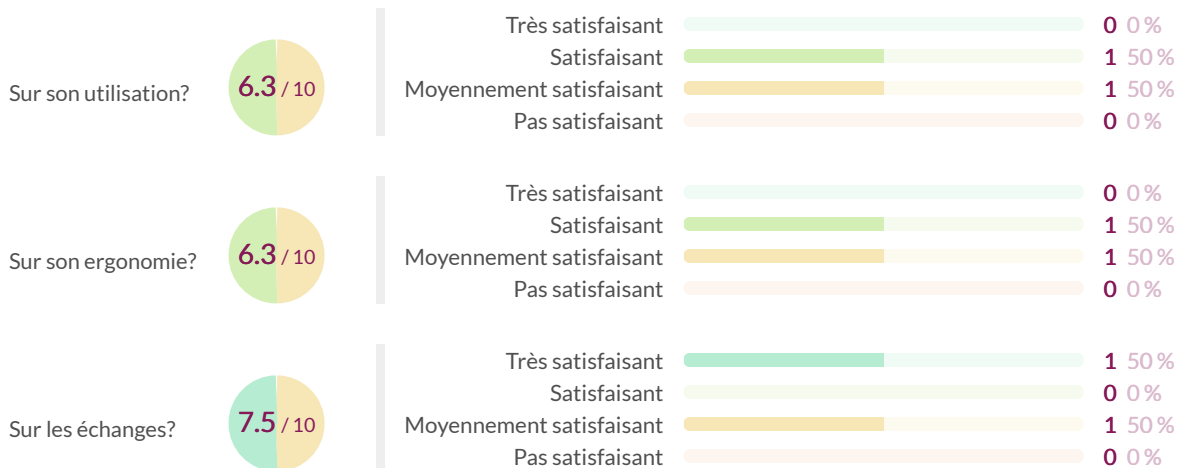 Sur son utilisation?
6.3 / 10
Très satisfaisant 0 0 %
Satisfaisant 1 50 %
Moyennement satisfaisant 1 50 %
Pas satisfaisant 0 0 %
Sur son ergonomie?
6.3 / 10
Très satisfaisant 0 0 %
Satisfaisant 1 50 %
Moyennement satisfaisant 1 50 %
Pas satisfaisant 0 0 %
Sur les échanges?
7.5 / 10
Très satisfaisant 1 50 %
Satisfaisant 0 0 %
Moyennement satisfaisant 1 50 %
Pas satisfaisant 0 0 %